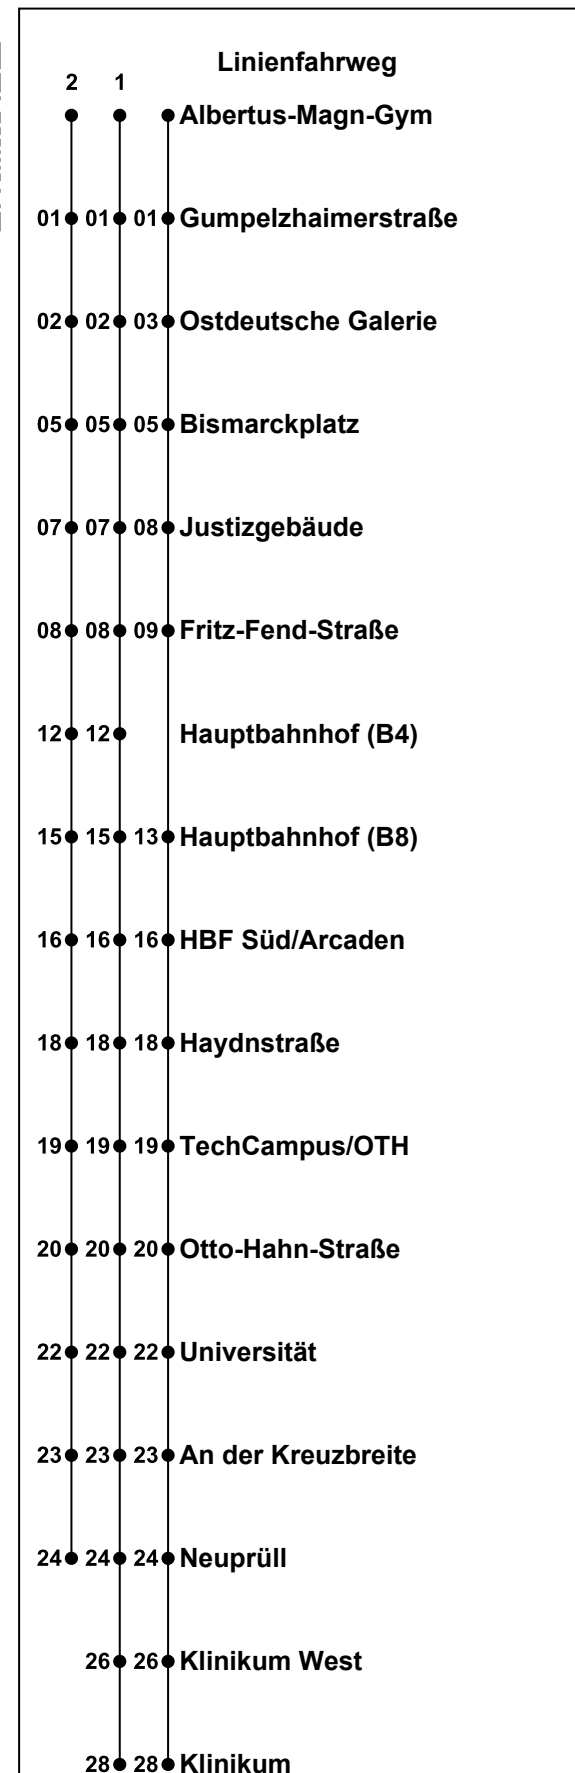 Linienfahrweg
2 1
Albertus-Magn-Gym
01 01 01 Gumpelzhaimerstraße
02 02 03 Ostdeutsche Galerie
05 05 05 Bismarckplatz
07 07 08 Justizgebäude
08 08 09 Fritz-Fend-Straße
12 12 Hauptbahnhof (B4)
15 15 13 Hauptbahnhof (B8)
16 16 16 HBF Süd/Arcaden
18 18 18 Haydnstraße
19 19 19 TechCampus/OTH
20 20 20 Otto-Hahn-Straße
22 22 22 Universität
23 23 23 An der Kreuzbreite
24 24 24 Neuprüll
26 26 Klinikum West
28 28 Klinikum